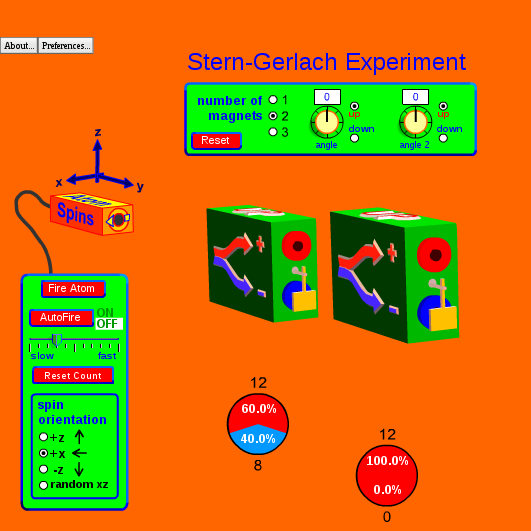 About...
Preferences...
Stern-Gerlach Experiment
number of magnets
1
2
3
Reset
0
angle
up
down
0
angle 2
up
down
z
x
y
Spins
Fire Atom
AutoFire
ON
OFF
slow
fast
Reset Count
spin
orientation
+z
+x
-z
random xz
+
-
+
-
12
60.0%
40.0%
8
12
100.0%
0.0%
0